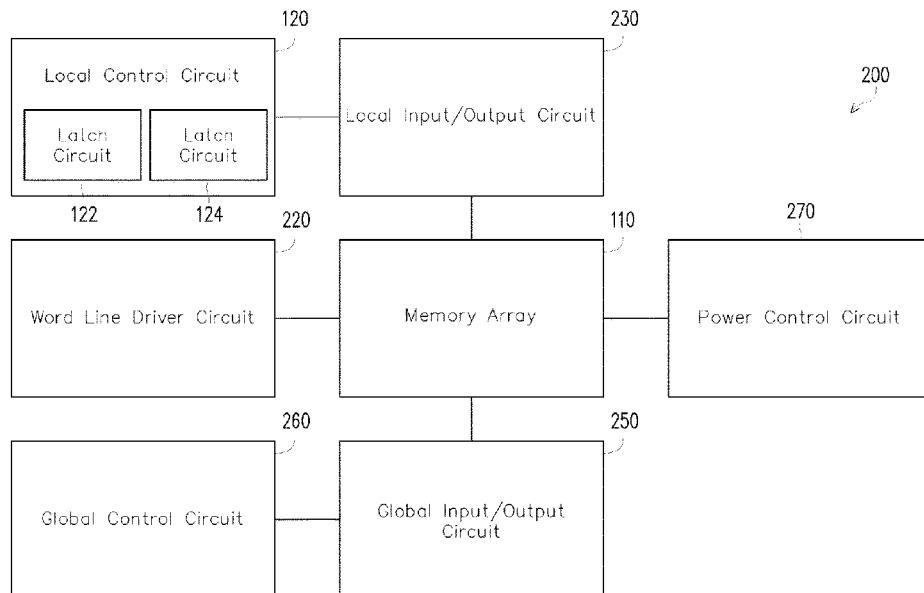 120
230
200
Local Control Circuit
Local Input/Output Circuit
Latch
Circuit
Latch
Circuit
122
124
220
110
270
Word Line Driver Circuit
Memory Array
Power Control Circuit
260
250
Global Control Circuit
Global Input/Output
Circuit